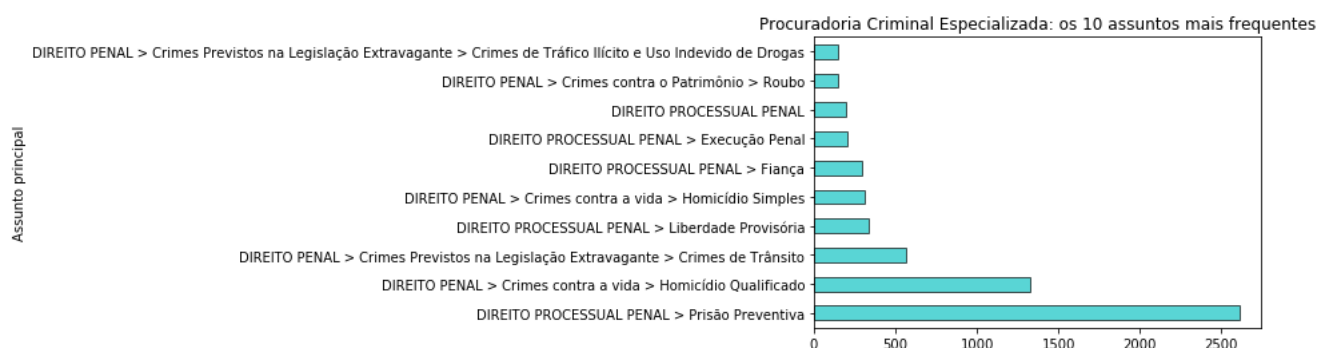 Procuradoria Criminal Especializada: os 10 assuntos mais frequentes
DIREITO PENAL > Crimes Previstos na Legislação Extravagante > Crimes de Tráfico Ilícito e Uso Indevido de Drogas
DIREITO PENAL > Crimes contra o Patrimônio > Roubo
DIREITO PROCESSUAL PENAL
DIREITO PROCESSUAL PENAL > Execução Penal
DIREITO PROCESSUAL PENAL > Fiança
DIREITO PENAL > Crimes contra a vida > Homicídio Simples
DIREITO PROCESSUAL PENAL > Liberdade Provisória
DIREITO PENAL > Crimes Previstos na Legislação Extravagante > Crimes de Trânsito
DIREITO PENAL > Crimes contra a vida > Homicídio Qualificado
DIREITO PROCESSUAL PENAL > Prisão Preventiva
Assunto principal
0 500 1000 1500 2000 2500